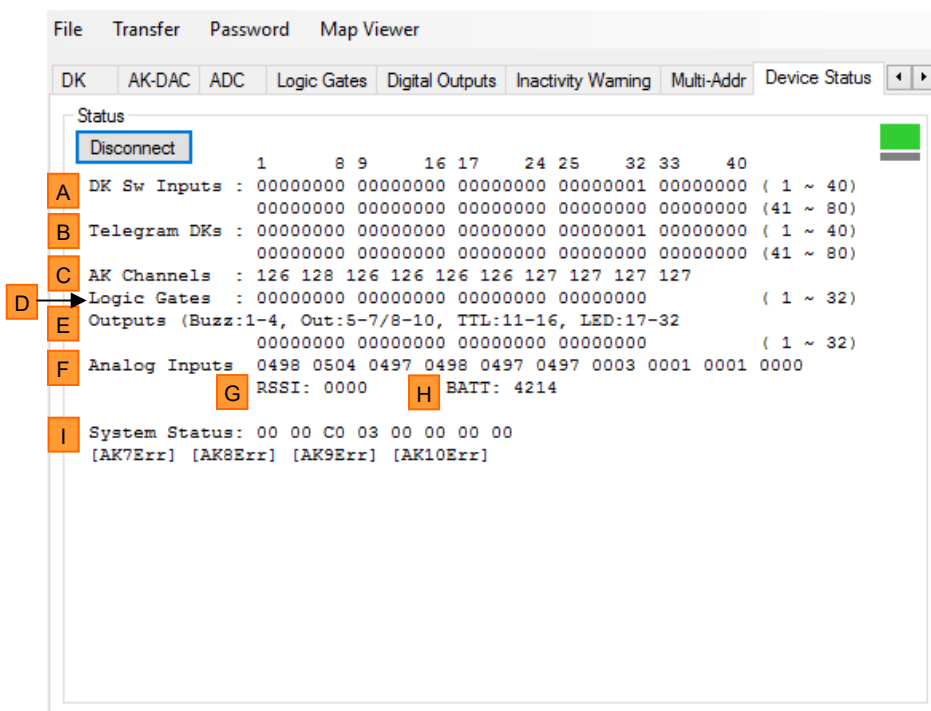 File Transfer Password Map Viewer
DK AK-DAC ADC Logic Gates Digital Outputs Inactivity Warning Multi-Addr Device Status
Status
Disconnect
1 8 9 16 17 24 25 32 33 40
A DK Sw Inputs : 00000000 00000000 00000000 00000001 00000000 ( 1 ~ 40)
00000000 00000000 00000000 00000000 00000000 (41 ~ 80)
B Telegram DKs : 00000000 00000000 00000000 00000001 00000000 ( 1 ~ 40)
00000000 00000000 00000000 00000000 00000000 (41 ~ 80)
C AK Channels : 126 128 126 126 126 126 127 127 127 127
D Logic Gates : 00000000 00000000 00000000 00000000 ( 1 ~ 32)
E Outputs (Buzz:1-4, Out:5-7/8-10, TTL:11-16, LED:17-32
00000000 00000000 00000000 00000000 ( 1 ~ 32)
F Analog Inputs 0498 0504 0497 0498 0497 0497 0003 0001 0001 0000
G RSSI: 0000 H BATT: 4214
I System Status: 00 00 C0 03 00 00 00 00
[AK7Err] [AK8Err] [AK9Err] [AK10Err]